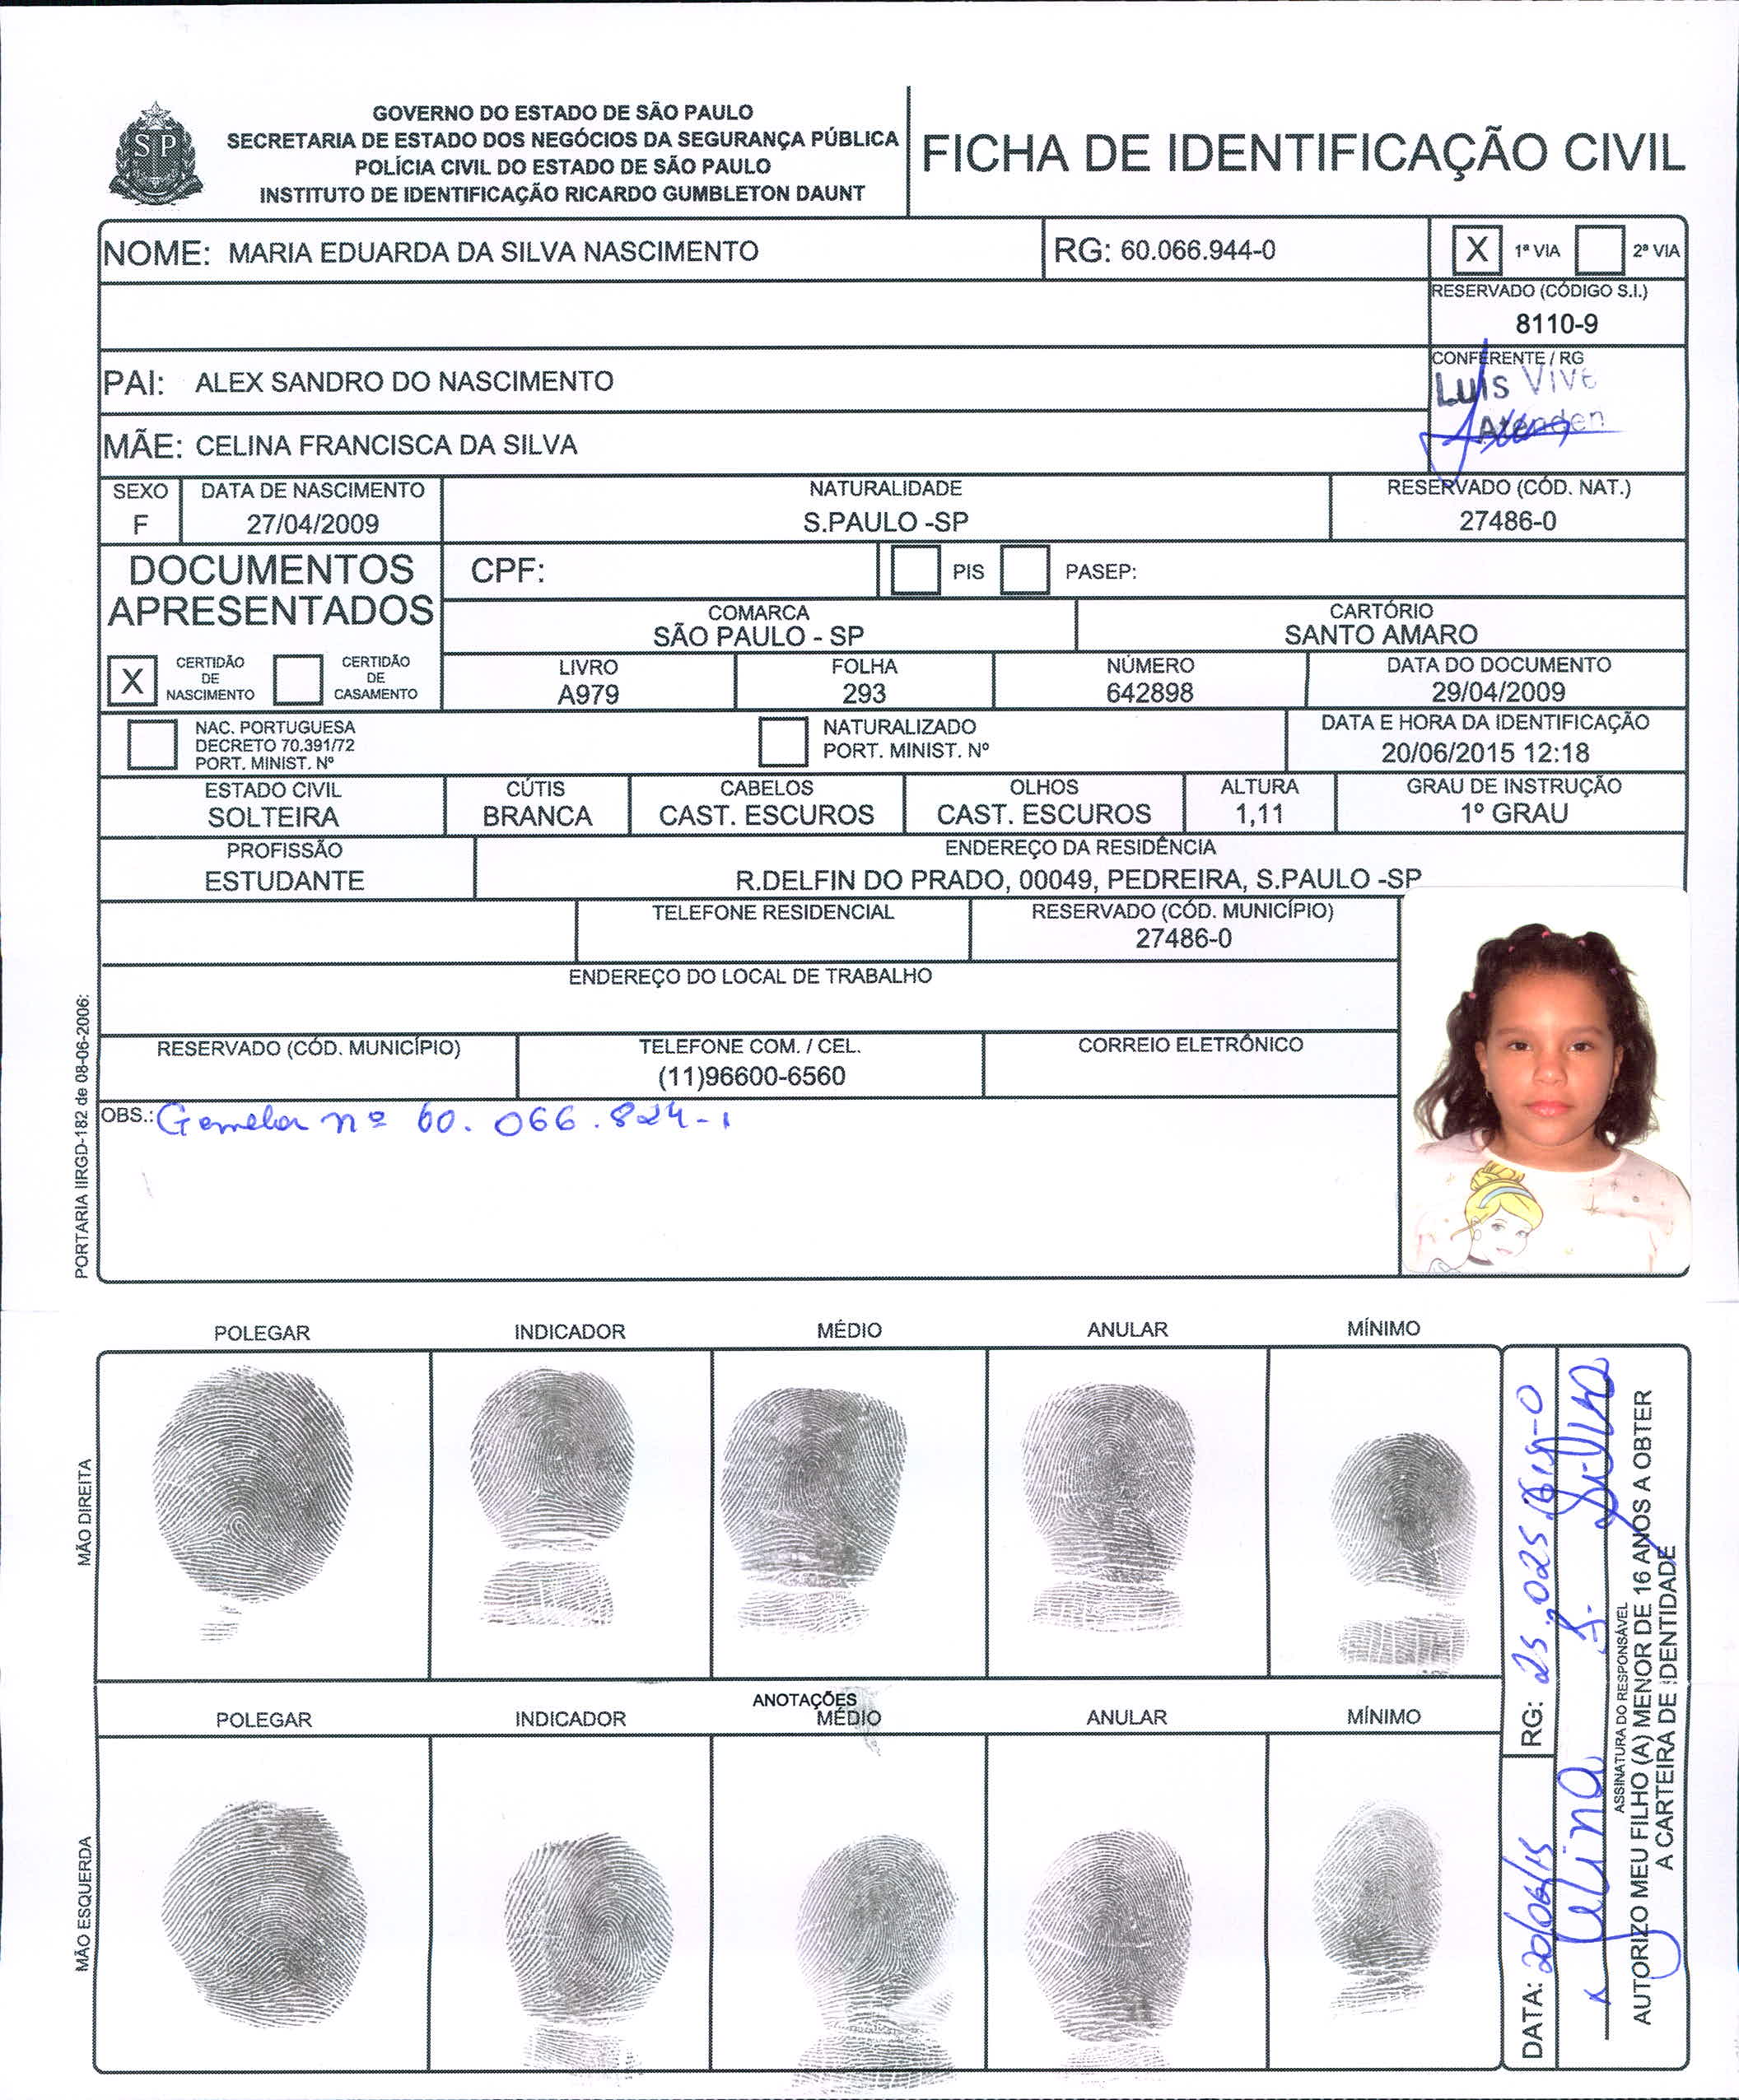 GOVERNO DO ESTADO DE SÃO PAULO
SECRETARIA DE ESTADO DOS NEGÓCIOS DA SEGURANÇA PÚBLICA
POLÍCIA CIVIL DO ESTADO DE SÃO PAULO
INSTITUTO DE IDENTIFICAÇÃO RICARDO GUMBLETON DAUNT
SP
FICHA DE IDENTIFICAÇÃO CIVIL
NOME: MARIA EDUARDA DA SILVA NASCIMENTO
RG: 60.066.944-0
X 1ª VIA 2ª VIA
RESERVADO (CÓDIGO S.I.)
8110-9
PAI: ALEX SANDRO DO NASCIMENTO
CONFERENTE / RG
Luis Vive
Atenden
MÃE: CELINA FRANCISCA DA SILVA
SEXO DATA DE NASCIMENTO NATURALIDADE RESERVADO (CÓD. NAT.)
F 27/04/2009 S.PAULO -SP 27486-0
DOCUMENTOS
APRESENTADOS
CPF: PIS PASEP:
COMARCA CARTÓRIO
SÃO PAULO - SP SANTO AMARO
X CERTIDÃO DE NASCIMENTO CERTIDÃO DE CASAMENTO
LIVRO FOLHA NÚMERO DATA DO DOCUMENTO
A979 293 642898 29/04/2009
NAC. PORTUGUESA
DECRETO 70.391/72
PORT. MINIST. Nº
NATURALIZADO
PORT. MINIST. Nº
DATA E HORA DA IDENTIFICAÇÃO
20/06/2015 12:18
ESTADO CIVIL CÚTIS CABELOS OLHOS ALTURA GRAU DE INSTRUÇÃO
SOLTEIRA BRANCA CAST. ESCUROS CAST. ESCUROS 1,11 1º GRAU
PROFISSÃO ENDEREÇO DA RESIDÊNCIA
ESTUDANTE R.DELFIN DO PRADO, 00049, PEDREIRA, S.PAULO -SP
TELEFONE RESIDENCIAL RESERVADO (CÓD. MUNICÍPIO)
27486-0
ENDEREÇO DO LOCAL DE TRABALHO
RESERVADO (CÓD. MUNICÍPIO) TELEFONE COM. / CEL. CORREIO ELETRÔNICO
(11)96600-6560
OBS.: Gemelar nº 60.066.824-1
PORTARIA IIRGD-182 de 08-06-2006:
POLEGAR INDICADOR MÉDIO ANULAR MÍNIMO
MÃO DIREITA
ANOTAÇÕES
POLEGAR INDICADOR MÉDIO ANULAR MÍNIMO
MÃO ESQUERDA
DATA: 20/06/15 RG: 25.025
Celina F. Silva
ASSINATURA DO RESPONSÁVEL
AUTORIZO MEU FILHO (A) MENOR DE 16 ANOS A OBTER
A CARTEIRA DE IDENTIDADE